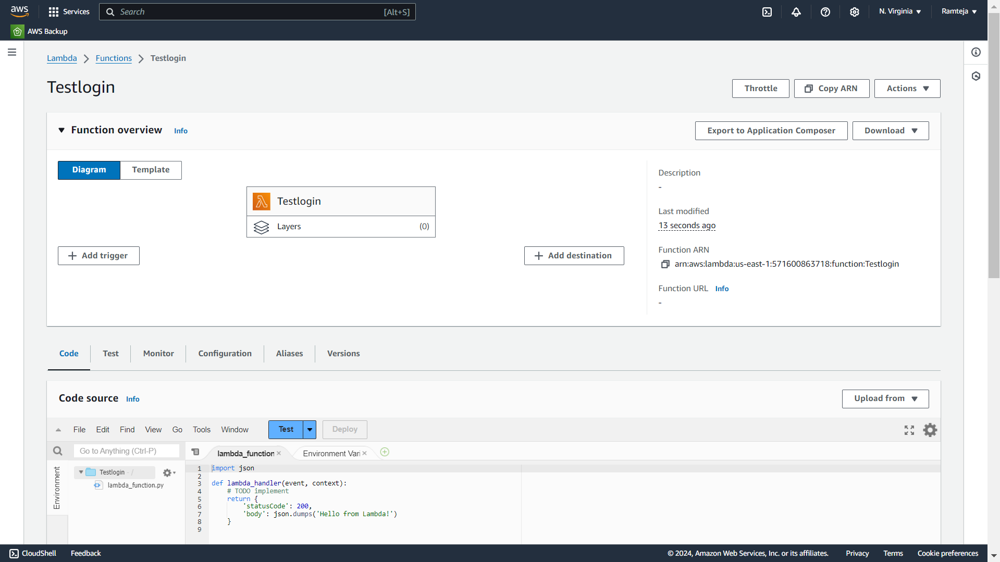 aws
Services
Search
[Alt+S]
N. Virginia
Ramteja
AWS Backup
Lambda
Functions
Testlogin
Testlogin
Throttle
Copy ARN
Actions
Function overview
Info
Export to Application Composer
Download
Diagram
Template
Testlogin
Layers
(0)
Add trigger
Add destination
Description
-
Last modified
13 seconds ago
Function ARN
arn:aws:lambda:us-east-1:571600863718:function:Testlogin
Function URL
Info
-
Code
Test
Monitor
Configuration
Aliases
Versions
Code source
Info
Upload from
File
Edit
Find
View
Go
Tools
Window
Test
Deploy
Go to Anything (Ctrl-P)
lambda_function
Environment Vari
Environment
Testlogin - /
lambda_function.py
1 import json
2
3 def lambda_handler(event, context):
4 # TODO implement
5 return {
6 'statusCode': 200,
7 'body': json.dumps('Hello from Lambda!')
8 }
9
CloudShell
Feedback
© 2024, Amazon Web Services, Inc. or its affiliates.
Privacy
Terms
Cookie preferences